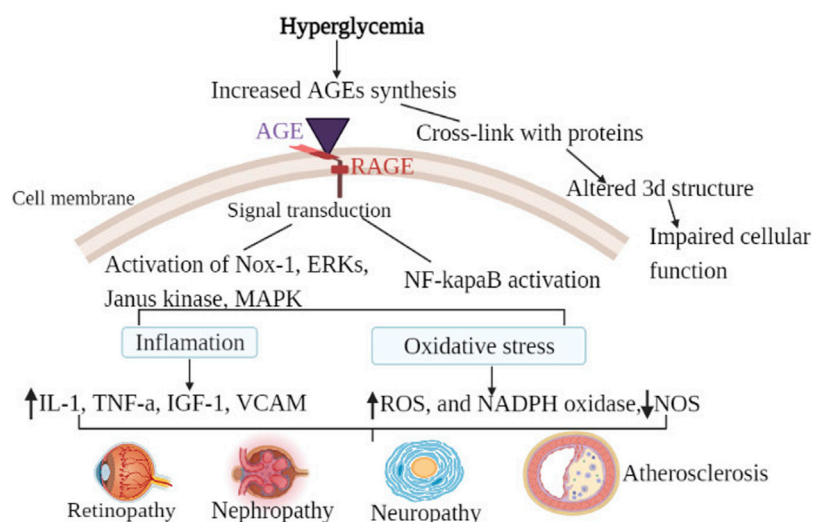 Hyperglycemia
Increased AGEs synthesis
AGE
Cross-link with proteins
RAGE
Altered 3d structure
Cell membrane
Signal transduction
Impaired cellular
function
Activation of Nox-1, ERKs,
Janus kinase, MAPK
NF-kapaB activation
Inflamation
Oxidative stress
↑IL-1, TNF-a, IGF-1, VCAM
↑ROS, and NADPH oxidase,↓NOS
Retinopathy
Nephropathy
Neuropathy
Atherosclerosis